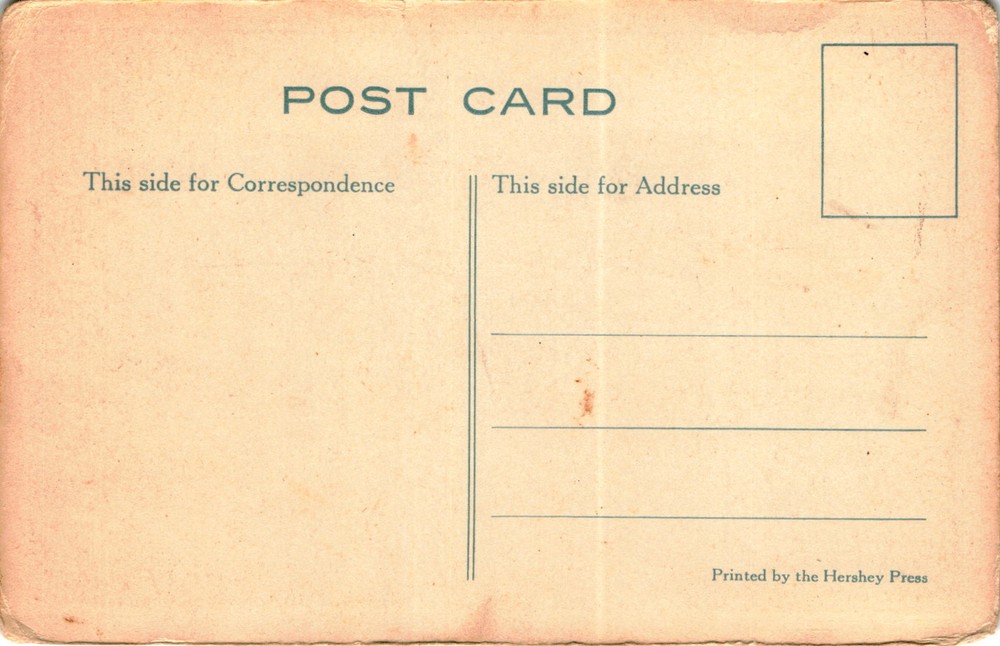 POST CARD
This side for Correspondence
This side for Address
Printed by the Hershey Press